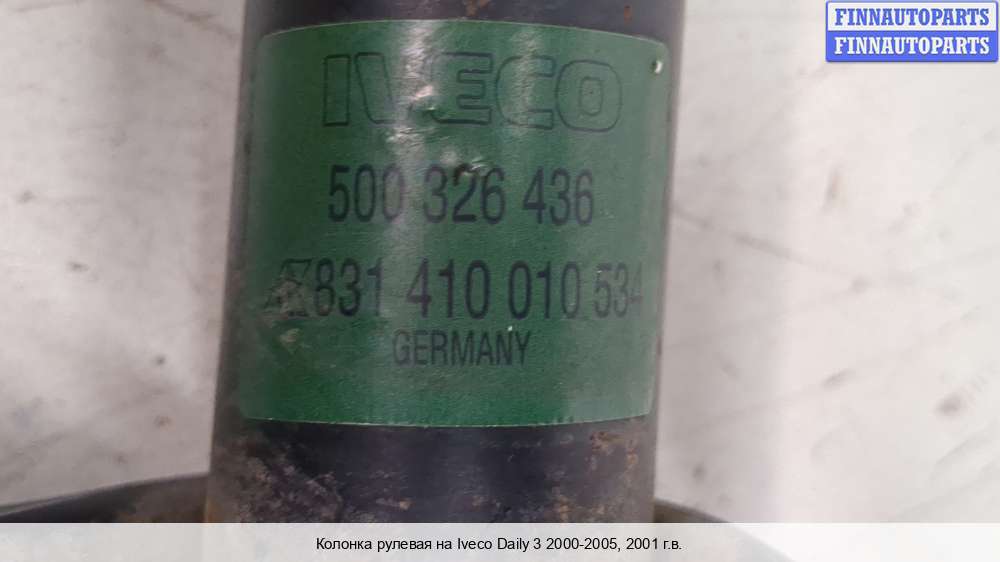 FINNAUTOPARTS
FINNAUTOPARTS
IVECO
500 326 436
831 410 010 534
GERMANY
Колонка рулевая на Iveco Daily 3 2000-2005, 2001 г.в.